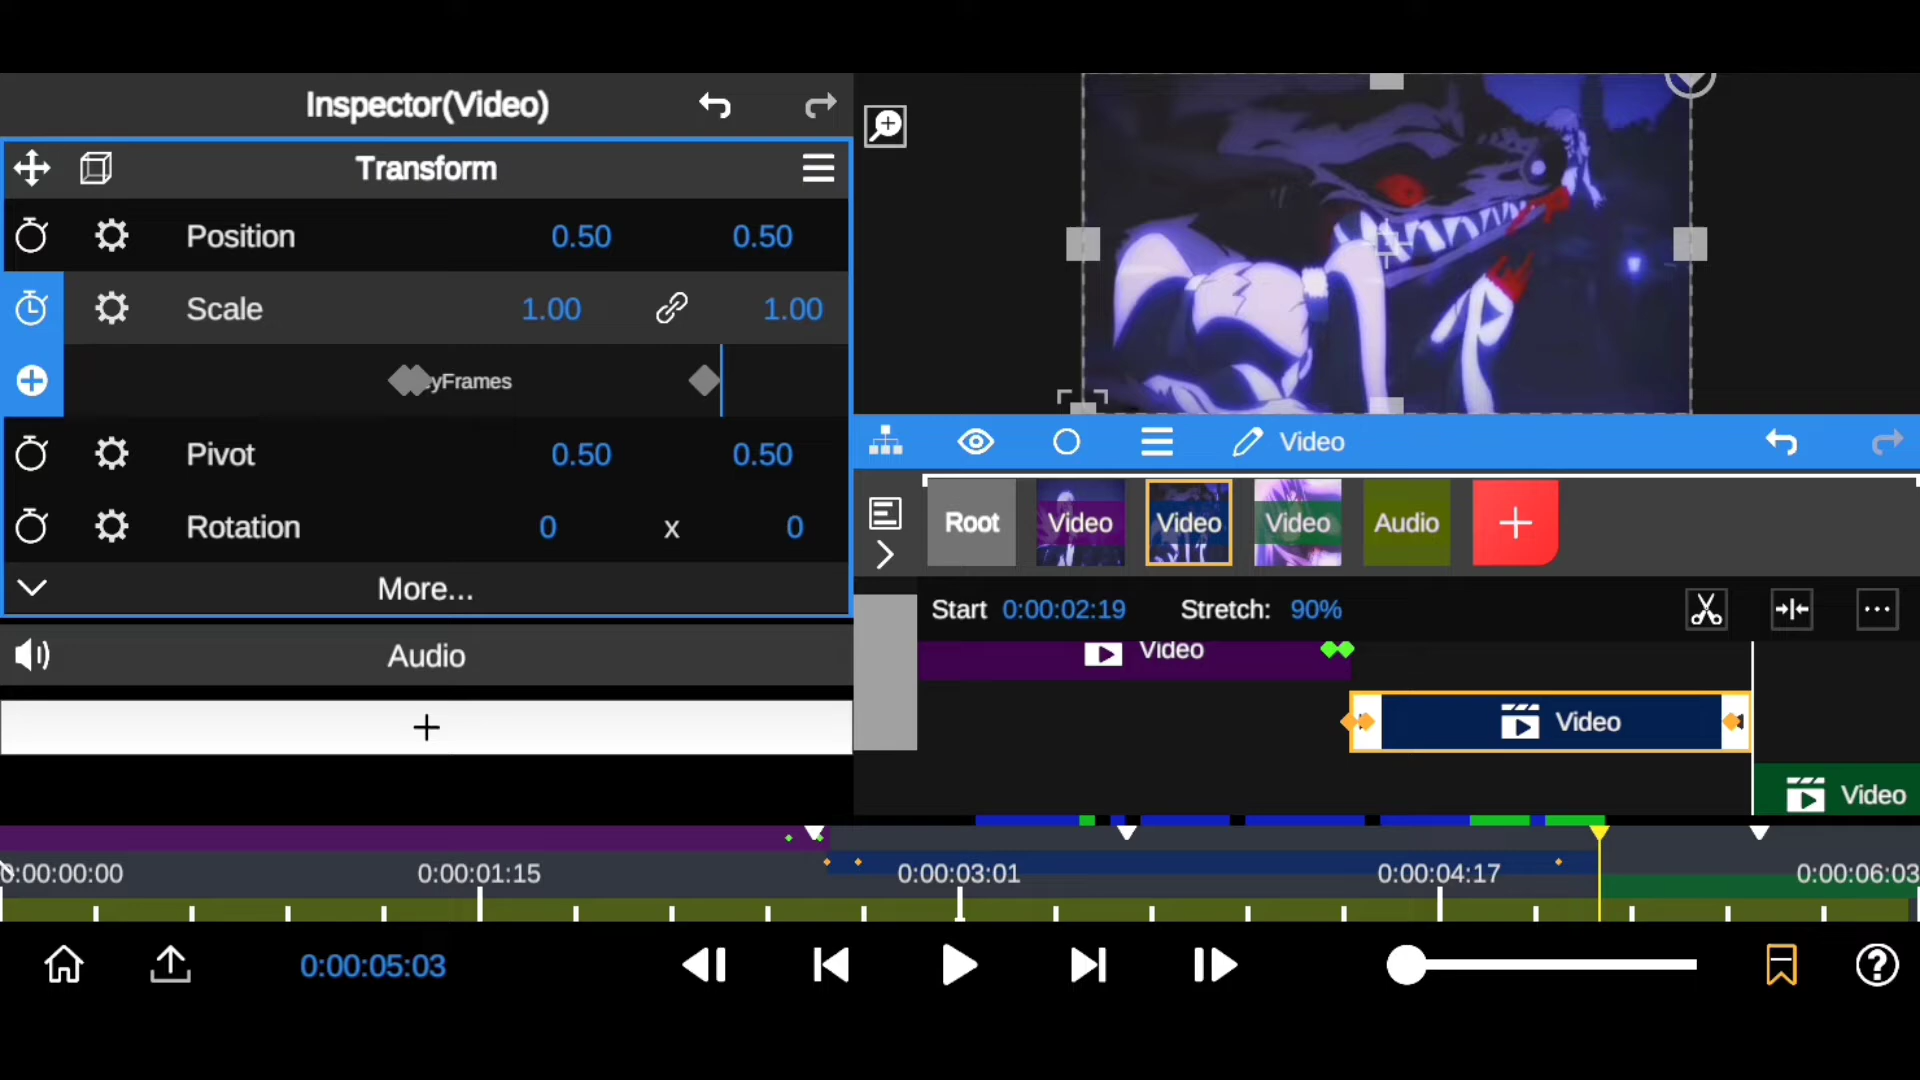 Inspector(Video)
Transform
Position 0.50 0.50
Scale 1.00 1.00
yFrames
Pivot 0.50 0.50
Rotation 0 x 0
More...
Audio
+
Video
Root Video Video Video Audio +
Start 0:00:02:19 Stretch: 90%
Video
Video
Video
0:00:00:00 0:00:01:15 0:00:03:01 0:00:04:17 0:00:06:03
0:00:05:03